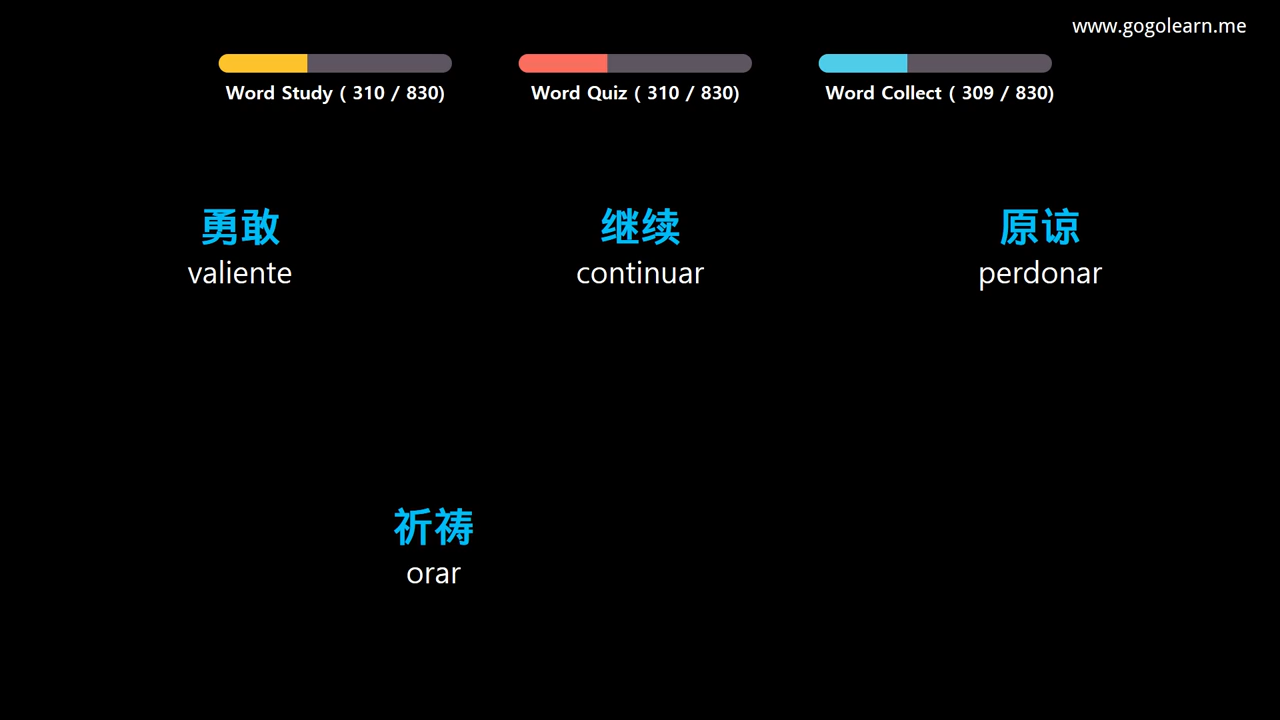 www.gogolearn.me
Word Study ( 310 / 830)
Word Quiz ( 310 / 830)
Word Collect ( 309 / 830)
勇敢
valiente
继续
continuar
原谅
perdonar
祈祷
orar